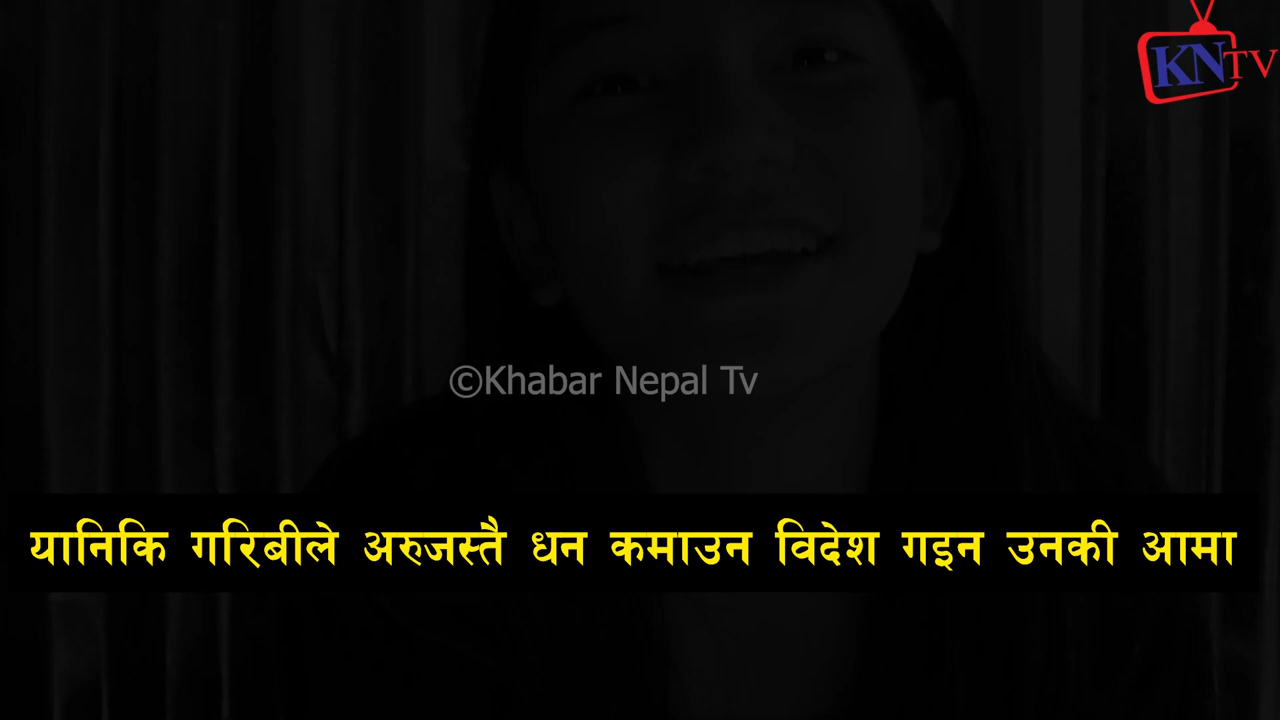 KNTV
©Khabar Nepal Tv
यानिकि गरिबीले अरुजस्तै धन कमाउन विदेश गइन उनकी आमा